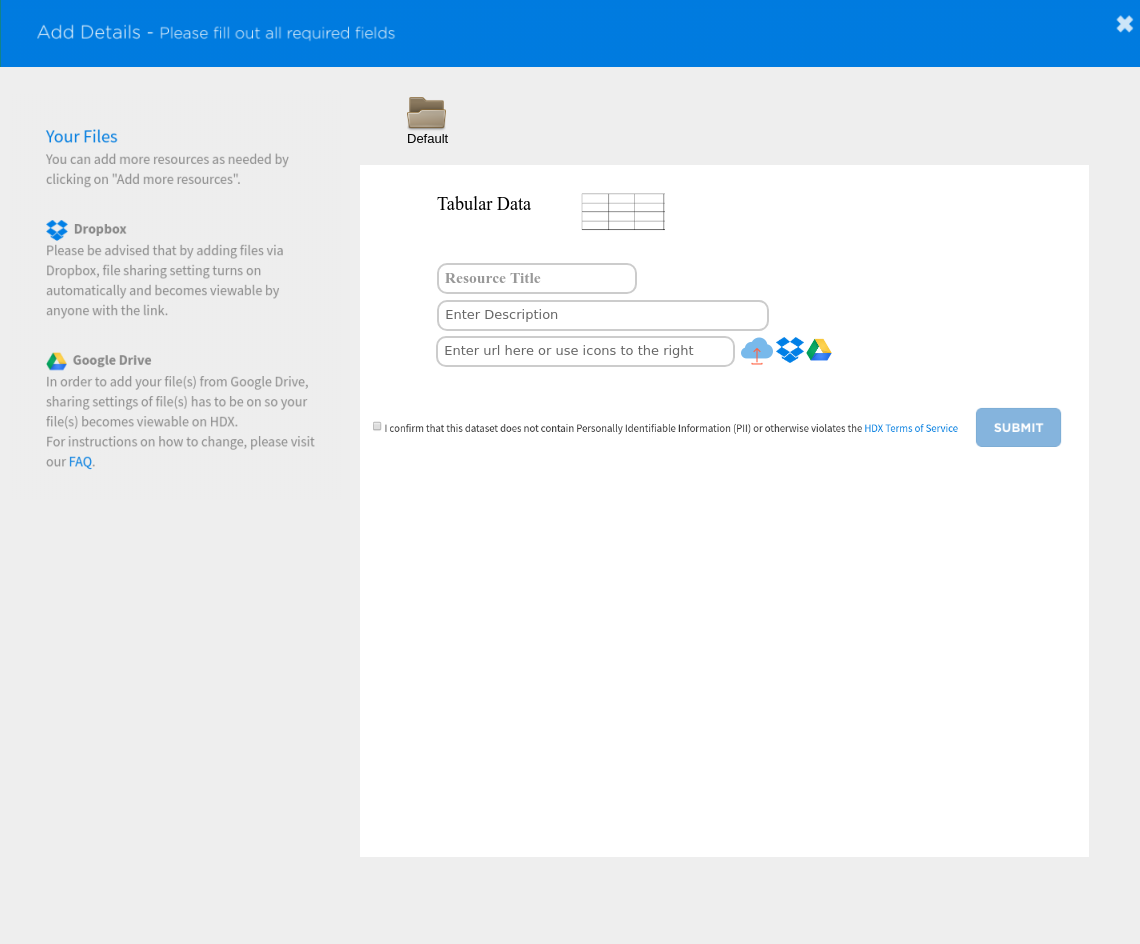 Add Details - Please fill out all required fields
Default
Your Files
You can add more resources as needed by
clicking on "Add more resources".
Dropbox
Please be advised that by adding files via
Dropbox, file sharing setting turns on
automatically and becomes viewable by
anyone with the link.
Google Drive
In order to add your file(s) from Google Drive,
sharing settings of file(s) has to be on so your
file(s) becomes viewable on HDX.
For instructions on how to change, please visit
our FAQ.
Tabular Data
Resource Title
Enter Description
Enter url here or use icons to the right
I confirm that this dataset does not contain Personally Identifiable Information (PII) or otherwise violates the HDX Terms of Service
SUBMIT